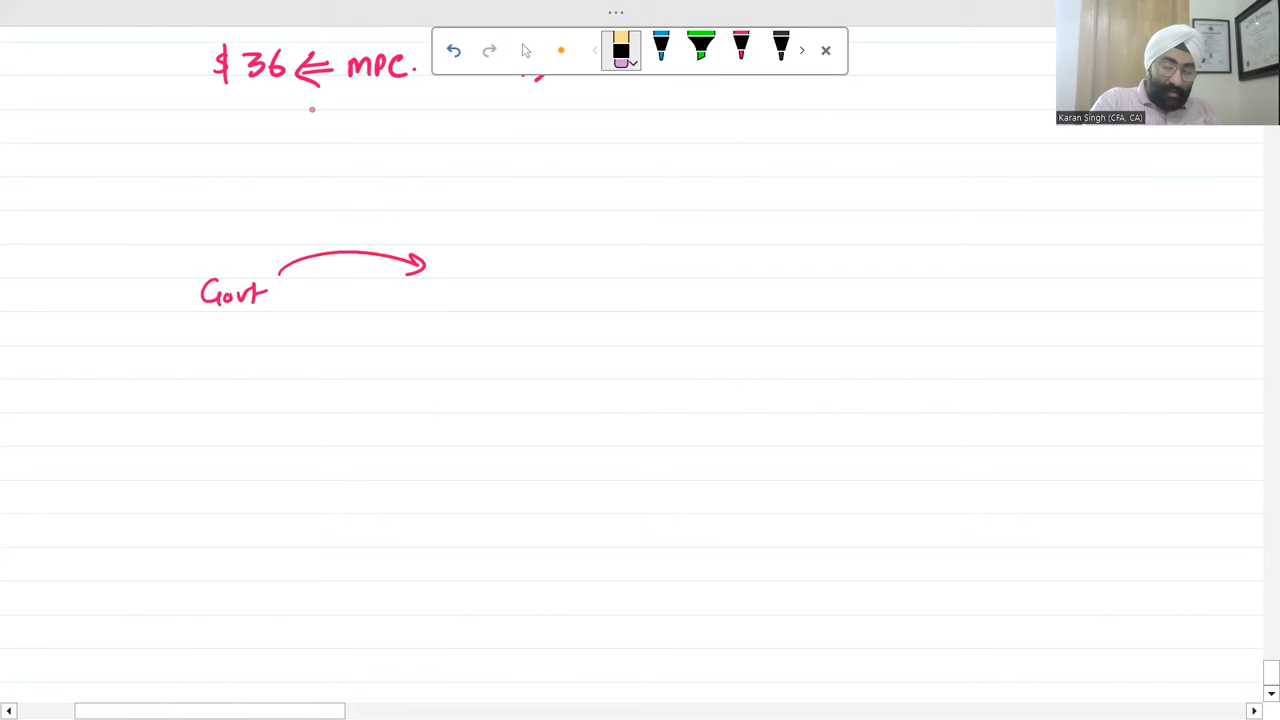 $ 36 ⇐ MPC.
Karan Singh (CFA, CA)
Govt